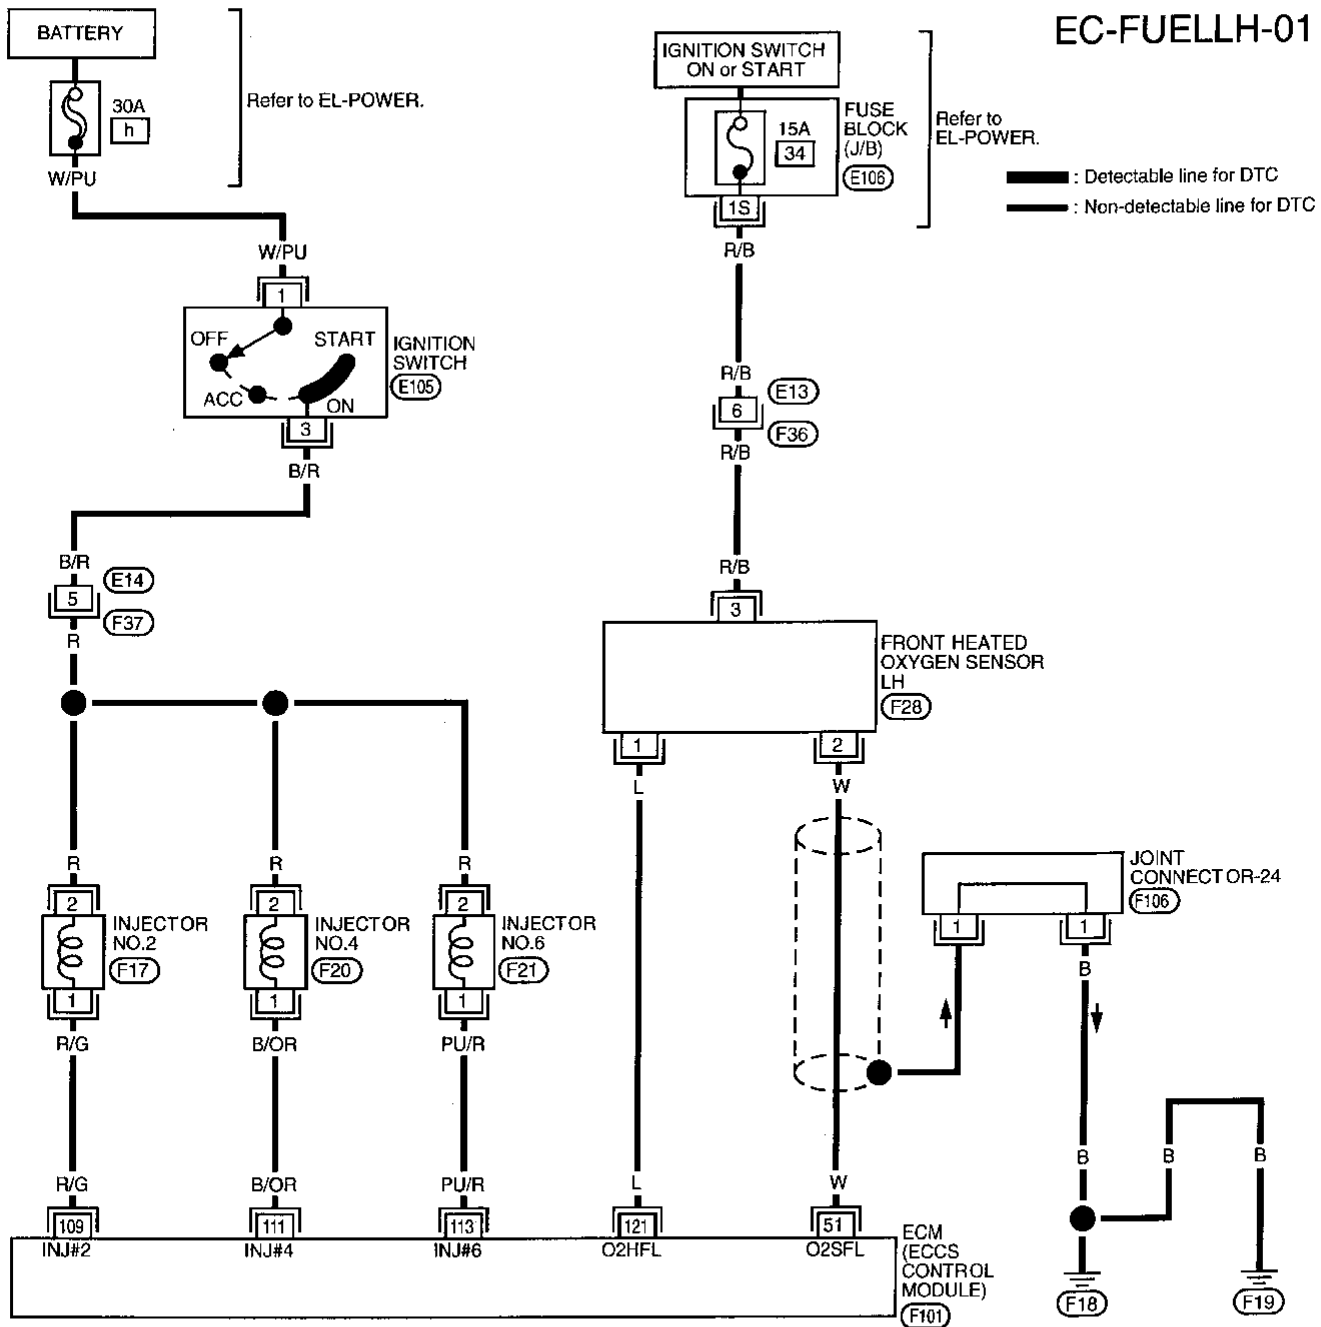 EC-FUELLH-01
BATTERY
30A
h
Refer to EL-POWER.
W/PU
W/PU
1
OFF
START
ACC
ON
IGNITION
SWITCH
E105
3
B/R
B/R
5
E14
F37
R
R
R
R
2
INJECTOR
NO.2
F17
1
2
INJECTOR
NO.4
F20
1
2
INJECTOR
NO.6
F21
1
R/G
B/OR
PU/R
R/G
B/OR
PU/R
IGNITION SWITCH
ON or START
15A
34
FUSE
BLOCK
(J/B)
E106
1S
Refer to
EL-POWER.
: Detectable line for DTC
: Non-detectable line for DTC
R/B
R/B
6
E13
F36
R/B
R/B
3
FRONT HEATED
OXYGEN SENSOR
LH
F28
1
2
L
W
JOINT
CONNECTOR-24
F106
1
1
B
L
W
B
B
B
109
111
113
121
51
INJ#2
INJ#4
INJ#6
O2HFL
O2SFL
ECM
(ECCS
CONTROL
MODULE)
F101
F18
F19